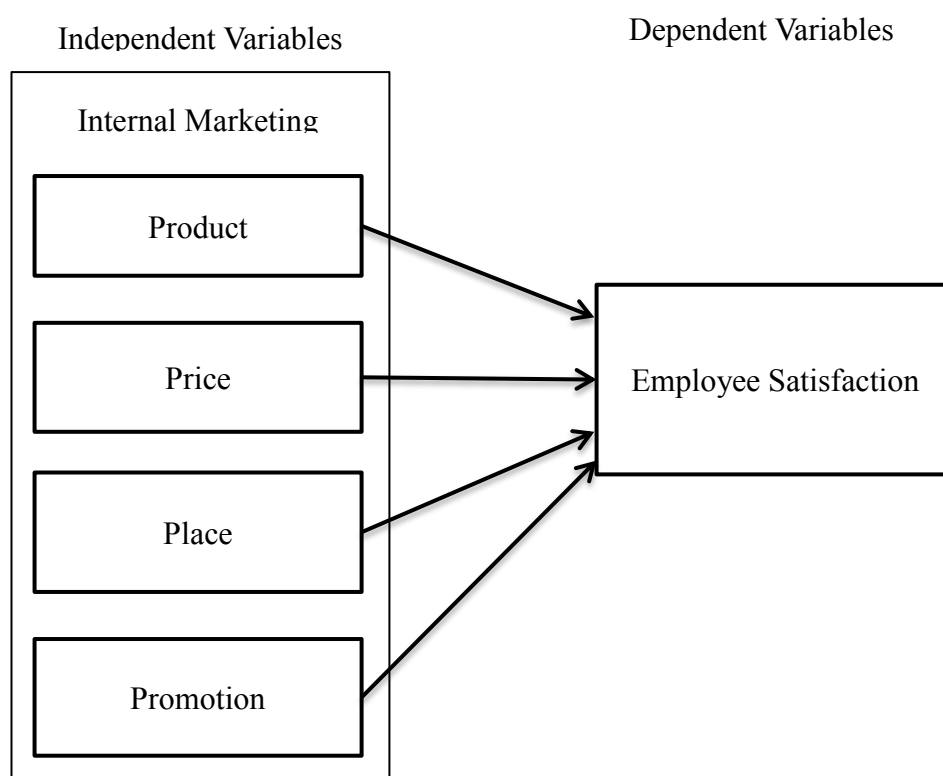 Independent Variables
Dependent Variables
Internal Marketing
Product
Price
Place
Promotion
Employee Satisfaction